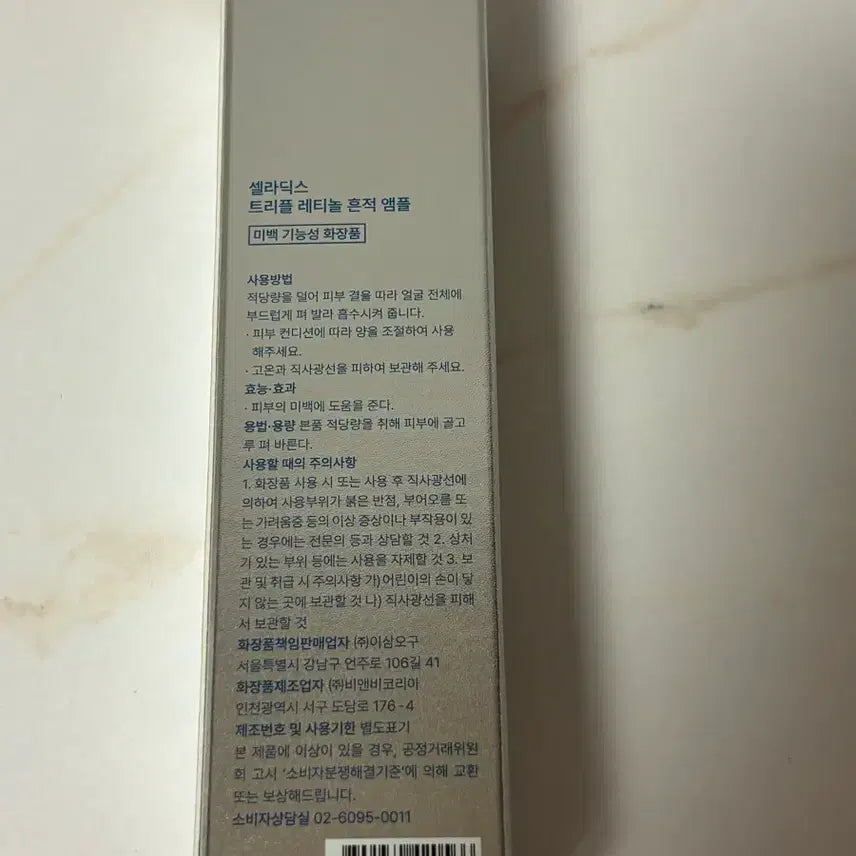 셀라딕스
트리플 레티놀 흔적 앰플
미백 기능성 화장품
사용방법
적당량을 덜어 피부 결을 따라 얼굴 전체에
부드럽게 펴 발라 흡수시켜 줍니다.
· 피부 컨디션에 따라 양을 조절하여 사용
해주세요.
· 고온과 직사광선을 피하여 보관해 주세요.
효능·효과
· 피부의 미백에 도움을 준다.
용법·용량 본품 적당량을 취해 피부에 골고
루 펴 바른다.
사용할 때의 주의사항
1. 화장품 사용 시 또는 사용 후 직사광선에
의하여 사용부위가 붉은 반점, 부어오름 또
는 가려움증 등의 이상 증상이나 부작용이 있
는 경우에는 전문의 등과 상담할 것 2. 상처
가 있는 부위 등에는 사용을 자제할 것 3. 보
관 및 취급 시 주의사항 가) 어린이의 손이 닿
지 않는 곳에 보관할 것 나) 직사광선을 피해
서 보관할 것
화장품책임판매업자 ㈜이삼오구
서울특별시 강남구 언주로 106길 41
화장품제조업자 ㈜비앤비코리아
인천광역시 서구 도담로 176-4
제조번호 및 사용기한 별도표기
본 제품에 이상이 있을 경우, 공정거래위원
회 고시 '소비자분쟁해결기준'에 의해 교환
또는 보상해드립니다.
소비자상담실 02-6095-0011